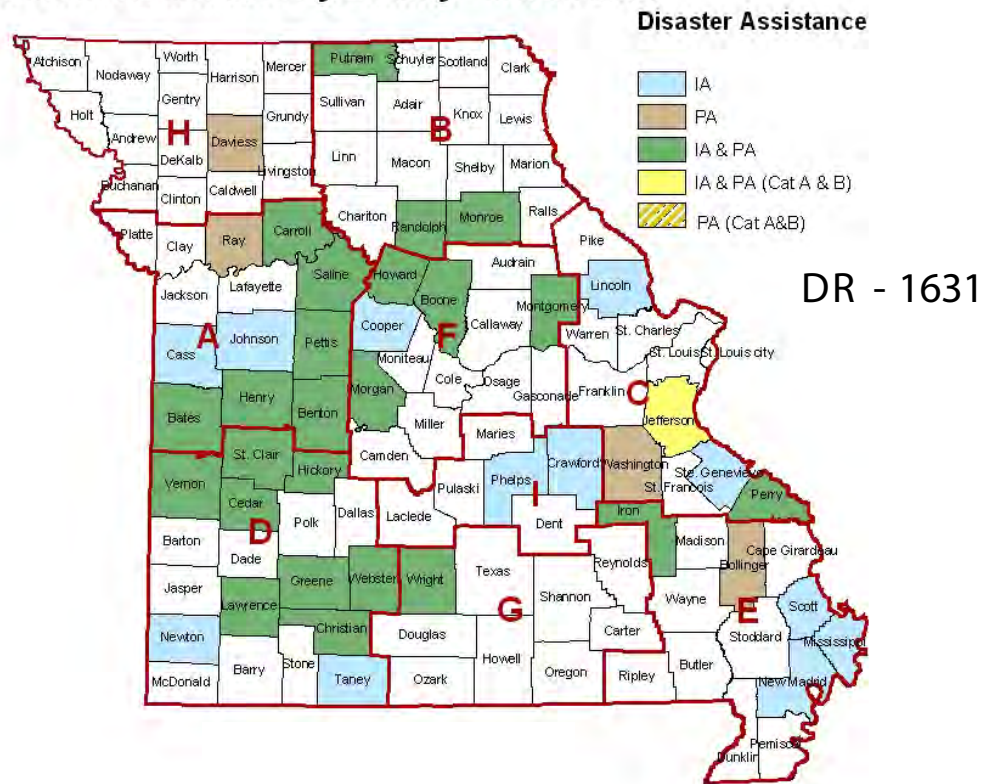 Disaster Assistance
IA
PA
IA & PA
IA & PA (Cat A & B)
PA (Cat A&B)
DR - 1631
Atchison
Nodaway
Worth
Harrison
Mercer
Putnam
Schuyler
Scotland
Clark
Holt
Gentry
Grundy
Sullivan
Adair
Knox
Lewis
Andrew
H
DeKalb
Daviess
B
Linn
Macon
Shelby
Marion
Buchanan
Clinton
Caldwell
Livingston
Chariton
Randolph
Monroe
Ralls
Platte
Clay
Ray
Carroll
Pike
Audrain
Jackson
Lafayette
Saline
Howard
Boone
Montgomery
Lincoln
Cass
A
Johnson
Pettis
Cooper
F
Callaway
Warren
St. Charles
St. Louis
St. Louis city
Moniteau
Cole
Osage
Gasconade
Franklin
C
Jefferson
Bates
Henry
Benton
Morgan
Miller
Maries
Camden
St. Clair
Hickory
Vernon
Cedar
Pulaski
Phelps
Crawford
Washington
Ste. Genevieve
St. Francois
Perry
I
Polk
Dallas
Laclede
Dent
Iron
Madison
Barton
D
Dade
Cape Girardeau
Bollinger
Jasper
Greene
Webster
Wright
Texas
Reynolds
Lawrence
G
Shannon
Wayne
E
Scott
Newton
Christian
Douglas
Carter
Stoddard
Mississippi
Barry
Stone
Taney
Ozark
Howell
Oregon
Ripley
Butler
New Madrid
McDonald
Dunklin
Pemiscot